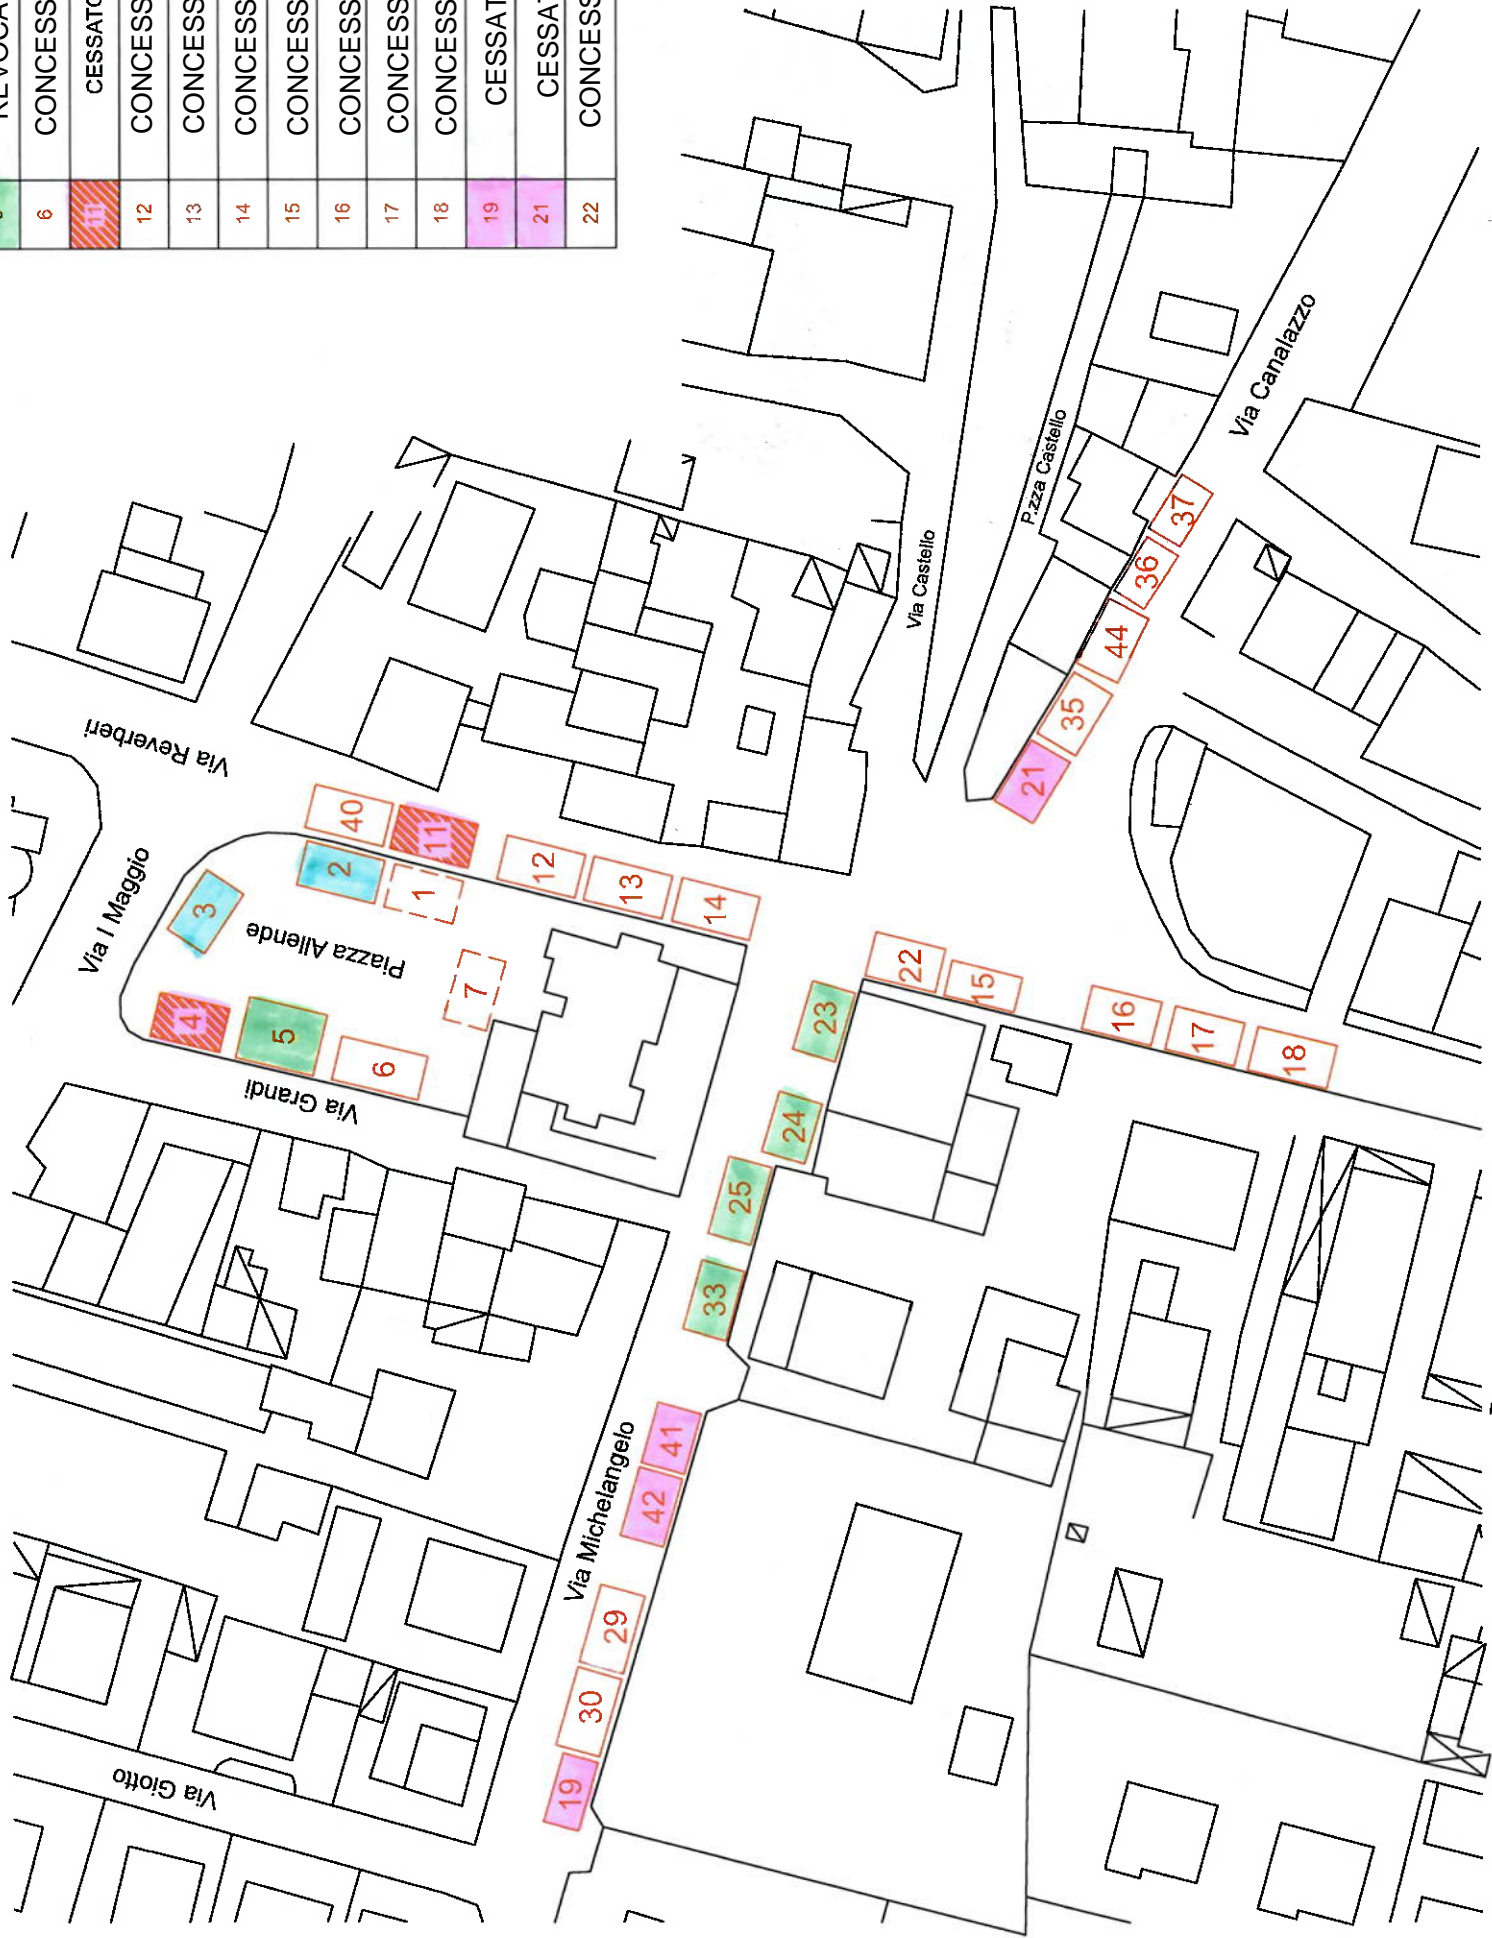 6 CONCESS
11 CESSATO
12 CONCESS
13 CONCESS
14 CONCESS
15 CONCESS
16 CONCESS
17 CONCESS
18 CONCESS
19 CESSAT
21 CESSA
22 CONCESS
Via Reverberi
Via I Maggio
Piazza Allende
Via Grandi
Via Castello
P.zza Castello
Via Canalazzo
Via Michelangelo
Via Giotto
40
2
11
3
1
12
13
14
4
5
6
7
22
15
23
16
17
18
24
25
33
41
42
29
30
19
21
35
44
36
37